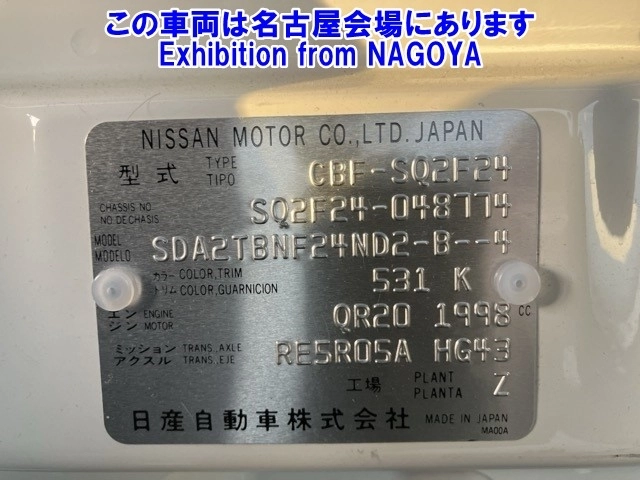 この車両は名古屋会場にあります
Exhibition from NAGOYA
NISSAN MOTOR CO.,LTD. JAPAN
型式 TYPE TIPO CBF-SQ2F24
CHASSIS NO NO.DECHASIS SQ2F24-048774
MODEL MODELO SDA2TBNF24ND2-B--4
カラー COLOR,TRIM
トリム COLOR,GUARNICION 531 K
エン ENGINE
ジン MOTOR QR20 1998 CC
ミッション TRANS,AXLE
アクスル TRANS,EJE RE5R05A HG43
工場 PLANT PLANTA Z
日産自動車株式会社 MADE IN JAPAN
MA00A